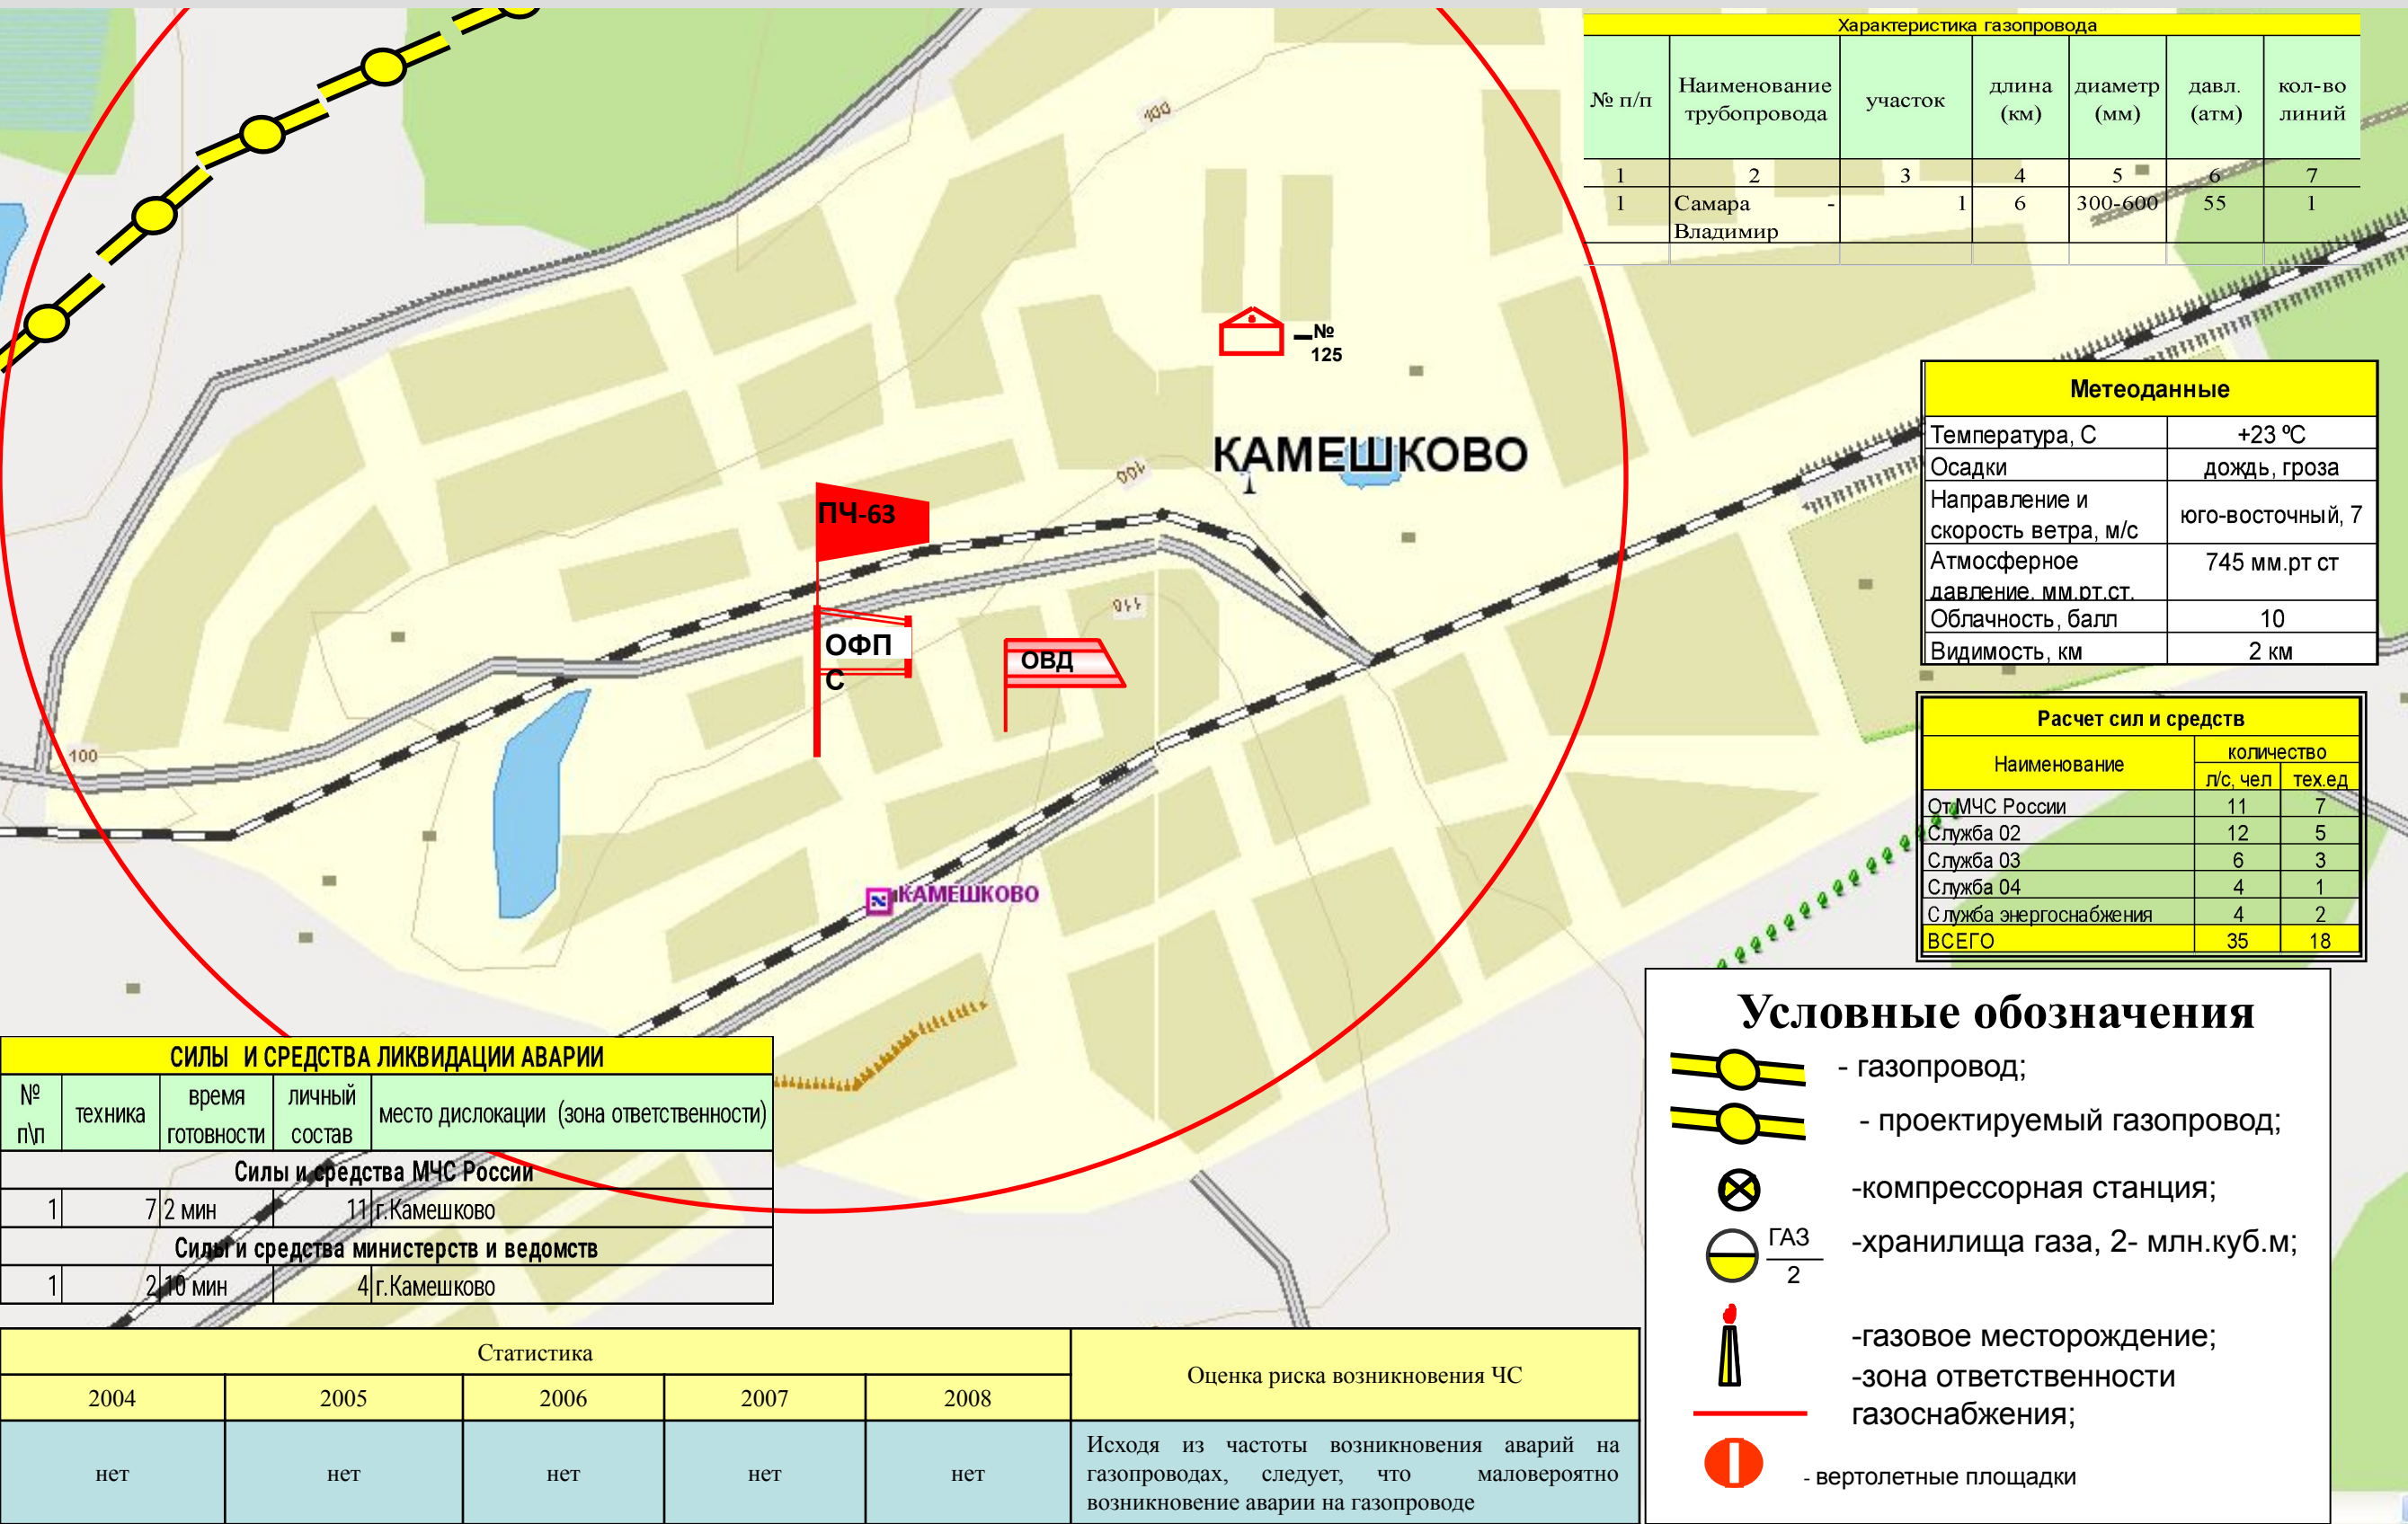 Характеристика газопровода
№ п/п
Наименование
трубопровода
участок
длина
(км)
диаметр
(мм)
давл.
(атм)
кол-во
линий
1 2 3 4 5 6 7
1 Самара - 1 6 300-600 55 1
Владимир
100
№
125
КАМЕШКОВО
100
ПЧ-63
110
ОФП
С
ОВД
100
КАМЕШКОВО
Метеоданные
Температура, С +23 ºС
Осадки дождь, гроза
Направление и
скорость ветра, м/с
юго-восточный, 7
Атмосферное
давление, мм.рт.ст.
745 мм.рт ст
Облачность, балл 10
Видимость, км 2 км
Расчет сил и средств
Наименование
количество
л/с, чел тех.ед
От МЧС России 11 7
Служба 02 12 5
Служба 03 6 3
Служба 04 4 1
Служба энергоснабжения 4 2
ВСЕГО 35 18
СИЛЫ И СРЕДСТВА ЛИКВИДАЦИИ АВАРИИ
№
п\п
техника
время
готовности
личный
состав
место дислокации (зона ответственности)
Силы и средства МЧС России
1 7 2 мин 11 г.Камешково
Силы и средства министерств и ведомств
1 2 10 мин 4 г.Камешково
Статистика
2004 2005 2006 2007 2008
нет нет нет нет нет
Оценка риска возникновения ЧС
Исходя из частоты возникновения аварий на
газопроводах, следует, что маловероятно
возникновение аварии на газопроводе
Условные обозначения
- газопровод;
- проектируемый газопровод;
-компрессорная станция;
ГАЗ
2
-хранилища газа, 2- млн.куб.м;
-газовое месторождение;
-зона ответственности
газоснабжения;
- вертолетные площадки